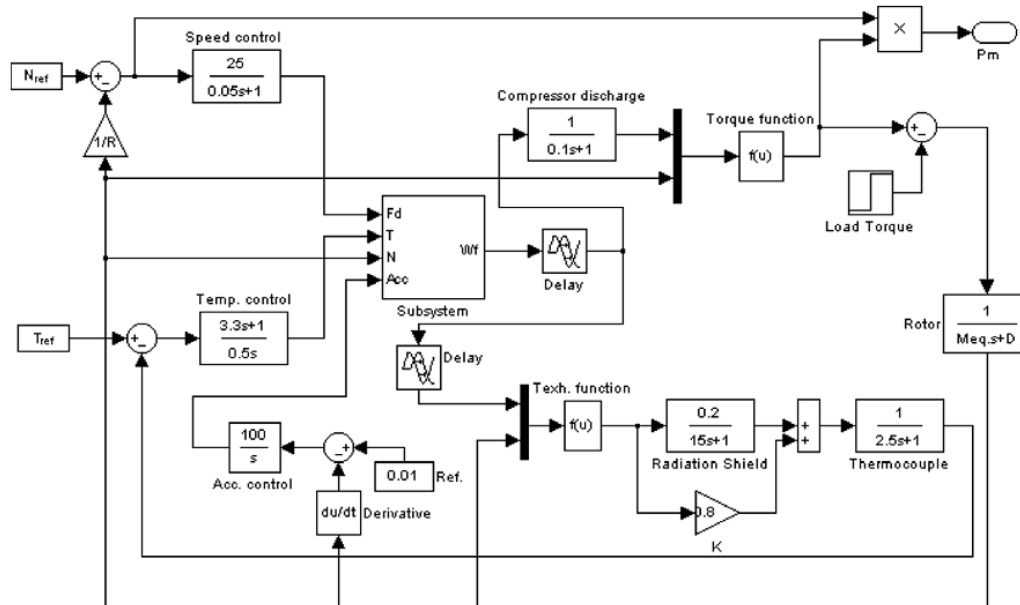 Speed control
N ref
+
-
25
0.05s+1
1/R
×
Pm
Compressor discharge
1
0.1s+1
Torque function
f(u)
+
-
Load Torque
Fd
T
N
Acc
Wf
Subsystem
Delay
Temp. control
T ref
+
-
3.3s+1
0.5s
Delay
Rotor
1
Meq.s+D
Texh. function
f(u)
0.2
15s+1
Radiation Shield
+
+
1
2.5s+1
Thermocouple
100
s
Acc. control
-
+
0.01
Ref.
du/dt
Derivative
0.8
K